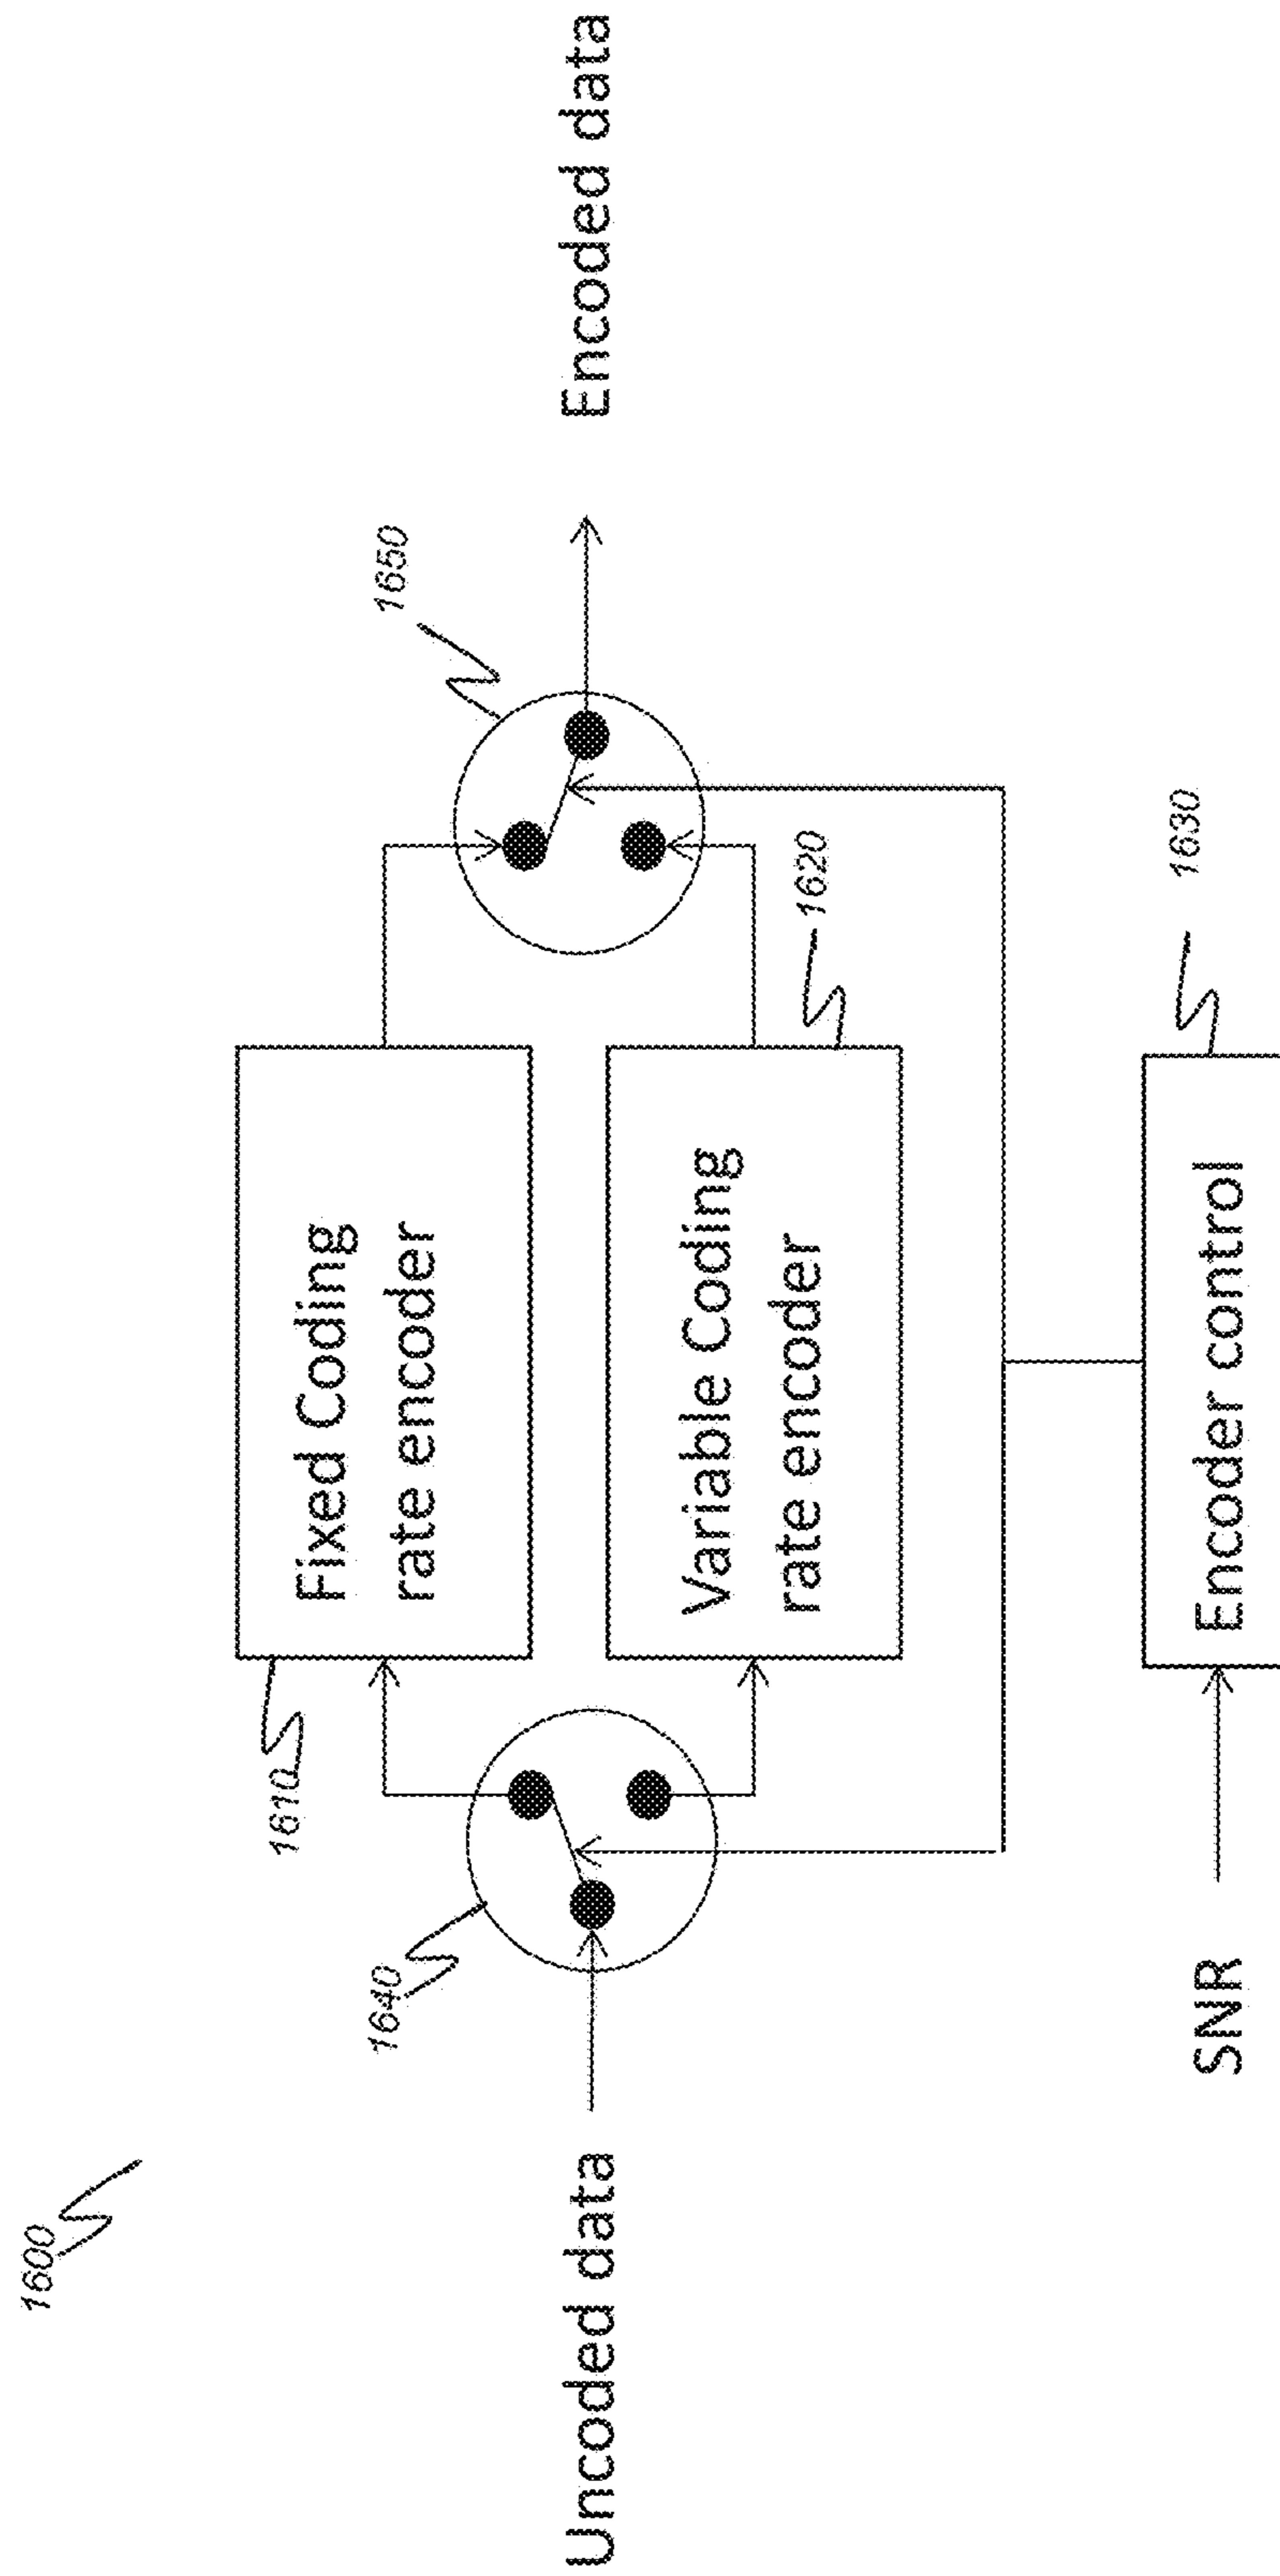 1600
Uncoded data
1640
1610
Fixed Coding
rate encoder
Variable Coding
rate encoder
1620
1650
Encoded data
SNR
Encoder control
1630